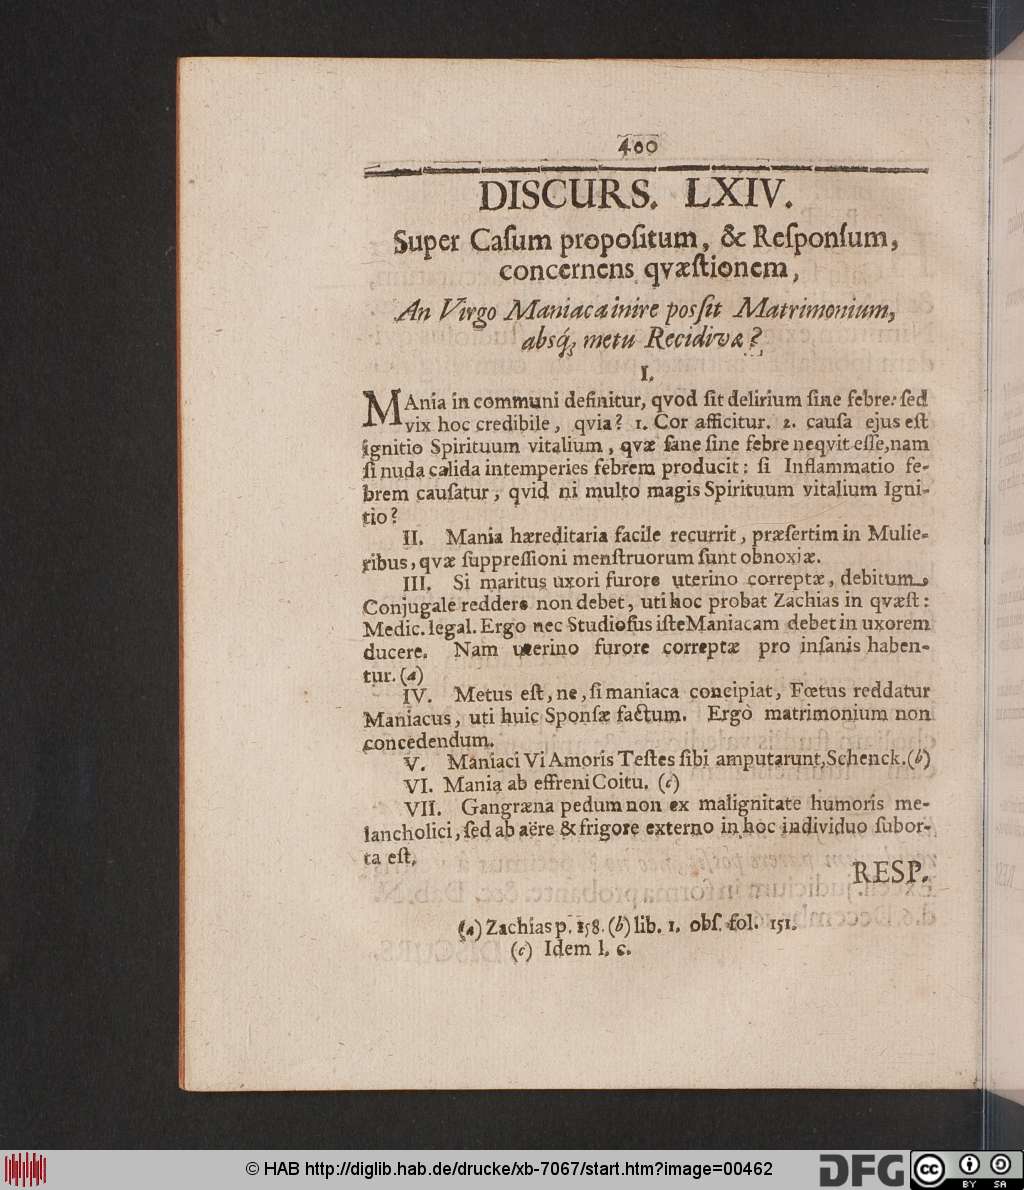 400
DISCURS. LXIV.
Super Caſum propoſitum, & Reſponſum,
concernens qvæſtionem,
An Virgo Maniaca inire poſſit Matrimonium,
absq́; metu Recidivæ?
I.
MAnia in communi definitur, qvod ſit delirium ſine febre: ſed
vix hoc credibile, qvia? 1. Cor afficitur. 2. cauſa ejus eſt
ignitio Spirituum vitalium, qvæ ſane ſine febre neqvit eſſe, nam
ſi nuda calida intemperies febrem producit: ſi Inflammatio fe-
brem cauſatur, qvid ni multo magis Spirituum vitalium Igni-
tio?
II. Mania hæreditaria facile recurrit, præſertim in Mulie-
ribus, qvæ ſuppreſſioni menſtruorum ſunt obnoxiæ.
III. Si maritus uxori furore uterino correptæ, debitum
Conjugale reddere non debet, uti hoc probat Zachias in qvæſt:
Medic. legal. Ergo nec Studioſus iſte Maniacam debet in uxorem
ducere. Nam uterino furore correptæ pro inſanis haben-
tur. (a)
IV. Metus eſt, ne, ſi maniaca concipiat, Fœtus reddatur
Maniacus, uti huic Sponſæ factum. Ergò matrimonium non
concedendum.
V. Maniaci Vi Amoris Teſtes ſibi amputarunt, Schenck. (b)
VI. Mania ab effreni Coitu. (c)
VII. Gangræna pedum non ex malignitate humoris me-
lancholici, ſed ab aëre & frigore externo in hoc individuo ſubor-
ta eſt.
RESP.
(a) Zachias p. 158. (b) lib. 1. obſ. fol. 151.
(c) Idem l. c.
© HAB http://diglib.hab.de/drucke/xb-7067/start.htm?image=00462
DFG
cc
BY SA